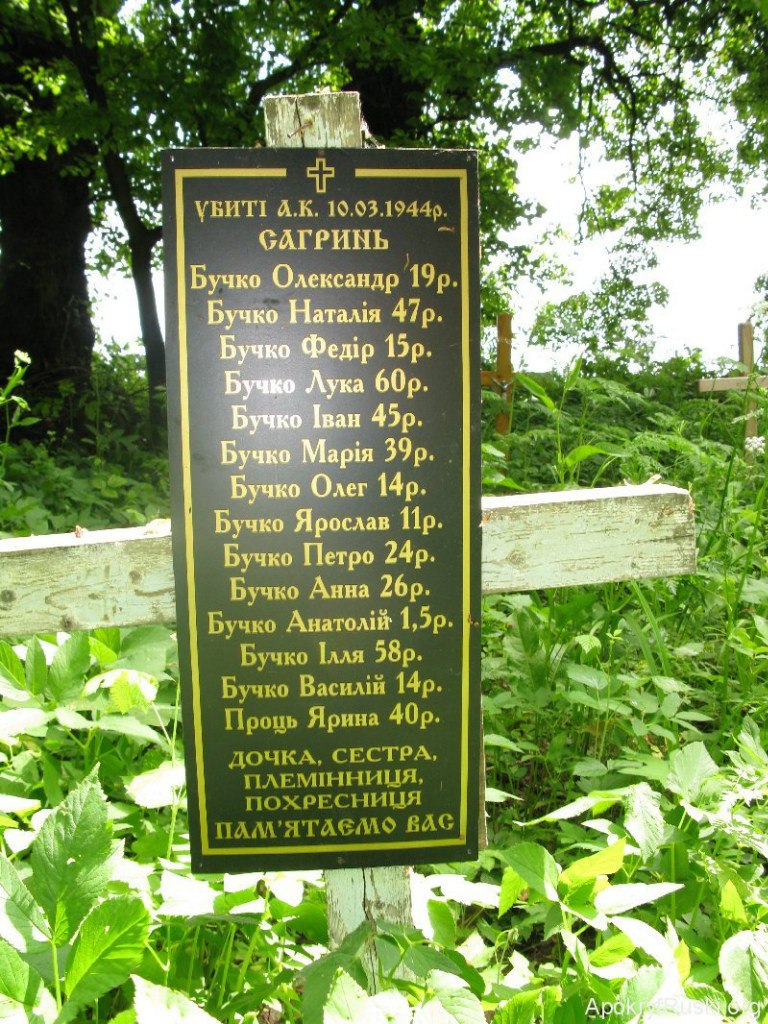 УБИТІ А.К. 10.03.1944р.
САГРИНЬ
Бучко Олександр 19р.
Бучко Наталія 47р.
Бучко Федір 15р.
Бучко Лука 60р.
Бучко Іван 45р.
Бучко Марія 39р.
Бучко Олег 14р.
Бучко Ярослав 11р.
Бучко Петро 24р.
Бучко Анна 26р.
Бучко Анатолій 1,5р.
Бучко Ілля 58р.
Бучко Василій 14р.
Проць Ярина 40р.
ДОЧКА, СЕСТРА,
ПЛЕМІННИЦЯ,
ПОХРЕСНИЦЯ
ПАМ'ЯТАЄМО ВАС